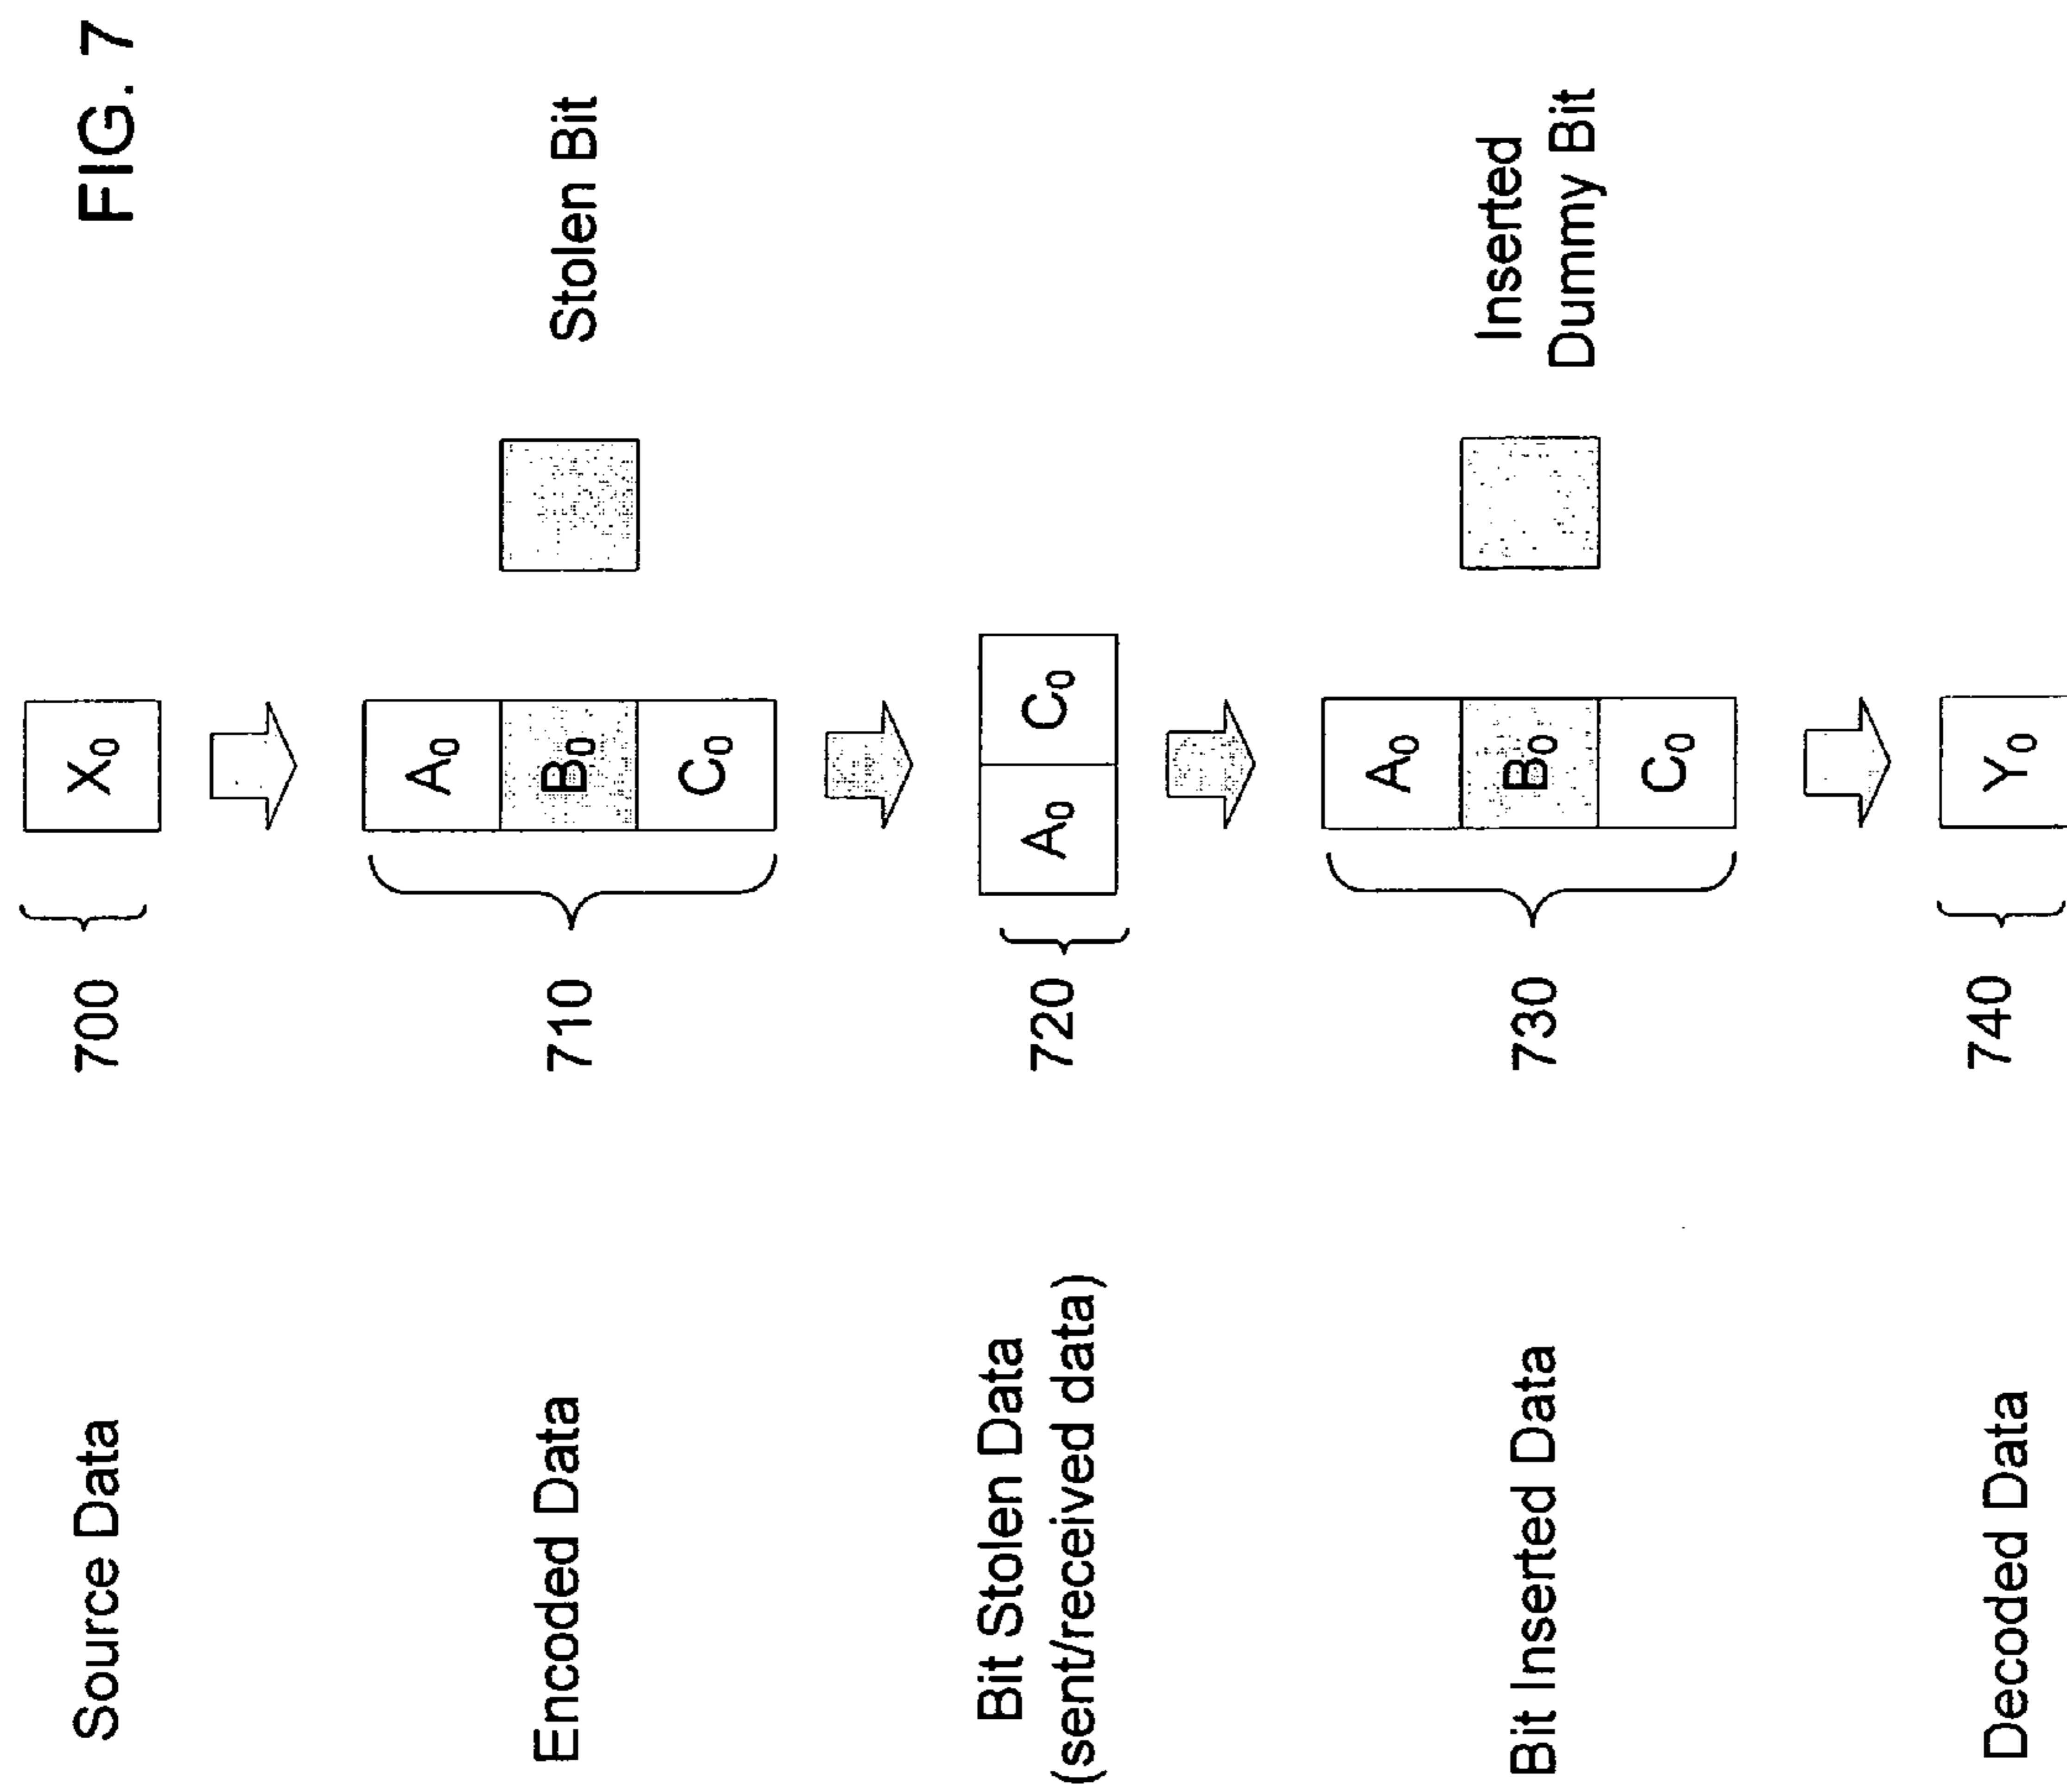 FIG. 7
Source Data
700
X0
Encoded Data
710
A0
B0
C0
Stolen Bit
Bit Stolen Data
(sent/received data)
720
A0 C0
Bit Inserted Data
730
A0
B0
C0
Inserted
Dummy Bit
Decoded Data
740
Y0